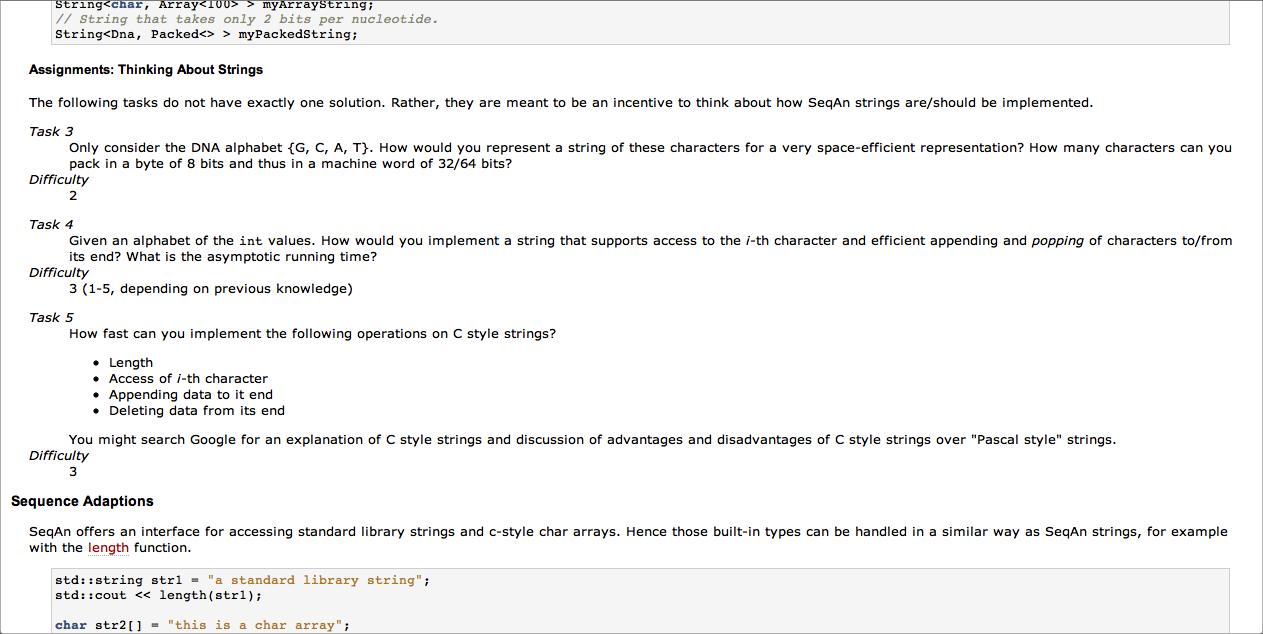 String<char, Array<100> > myArrayString;
// String that takes only 2 bits per nucleotide.
String<Dna, Packed<> > myPackedString;
Assignments: Thinking About Strings
The following tasks do not have exactly one solution. Rather, they are meant to be an incentive to think about how SeqAn strings are/should be implemented.
Task 3
Only consider the DNA alphabet {G, C, A, T}. How would you represent a string of these characters for a very space-efficient representation? How many characters can you
pack in a byte of 8 bits and thus in a machine word of 32/64 bits?
Difficulty
2
Task 4
Given an alphabet of the int values. How would you implement a string that supports access to the i-th character and efficient appending and popping of characters to/from
its end? What is the asymptotic running time?
Difficulty
3 (1-5, depending on previous knowledge)
Task 5
How fast can you implement the following operations on C style strings?
• Length
• Access of i-th character
• Appending data to it end
• Deleting data from its end
You might search Google for an explanation of C style strings and discussion of advantages and disadvantages of C style strings over "Pascal style" strings.
Difficulty
3
Sequence Adaptions
SeqAn offers an interface for accessing standard library strings and c-style char arrays. Hence those built-in types can be handled in a similar way as SeqAn strings, for example
with the length function.
std::string str1 = "a standard library string";
std::cout << length(str1);
char str2[] = "this is a char array";